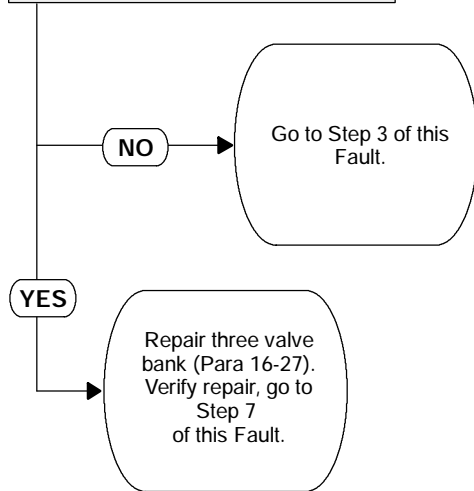 NO
Go to Step 3 of this
Fault.
YES
Repair three valve
bank (Para 16-27).
Verify repair, go to
Step 7
of this Fault.